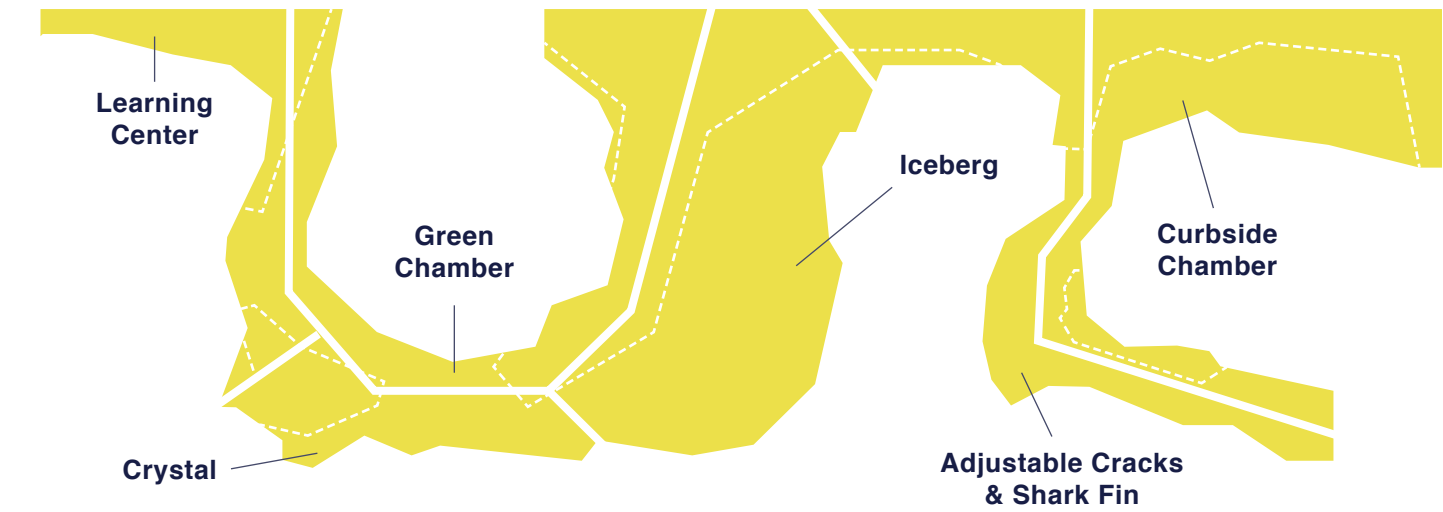 Learning
Center
Iceberg
Green
Chamber
Curbside
Chamber
Crystal
Adjustable Cracks
& Shark Fin